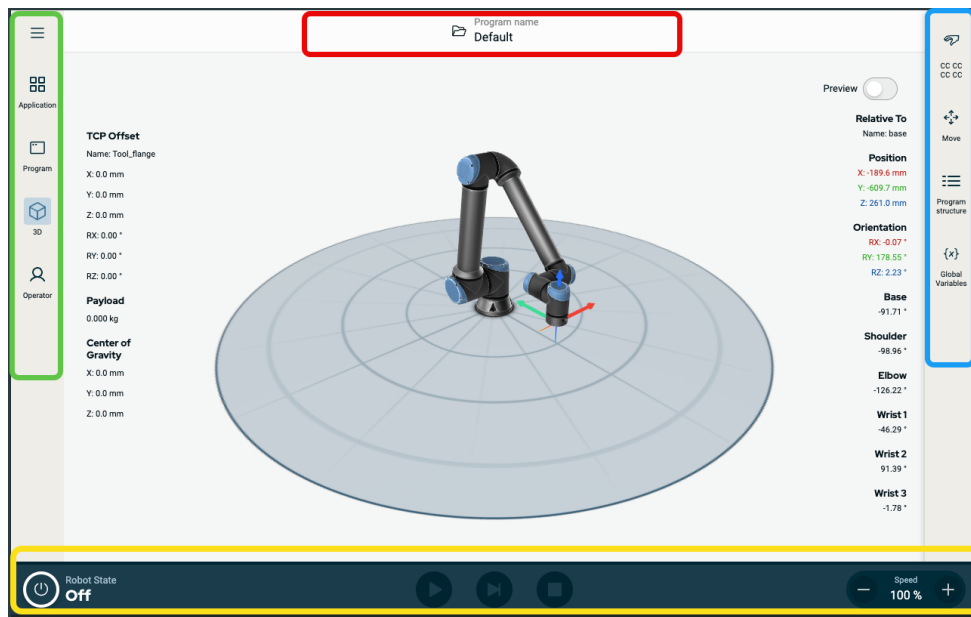 Program name
Default
Application
Program
3D
Operator
TCP Offset
Name: Tool_flange
X: 0.0 mm
Y: 0.0 mm
Z: 0.0 mm
RX: 0.00 °
RY: 0.00 °
RZ: 0.00 °
Payload
0.000 kg
Center of
Gravity
X: 0.0 mm
Y: 0.0 mm
Z: 0.0 mm
Preview
Relative To
Name: base
Position
X: -189.6 mm
Y: -609.7 mm
Z: 261.0 mm
Orientation
RX: -0.07 °
RY: 178.55 °
RZ: 2.23 °
Base
-91.71 °
Shoulder
-98.96 °
Elbow
-126.22 °
Wrist 1
-46.29 °
Wrist 2
91.39 °
Wrist 3
-1.78 °
CC CC
CC CC
Move
Program
structure
{x}
Global
Variables
Robot State
Off
Speed
100 %